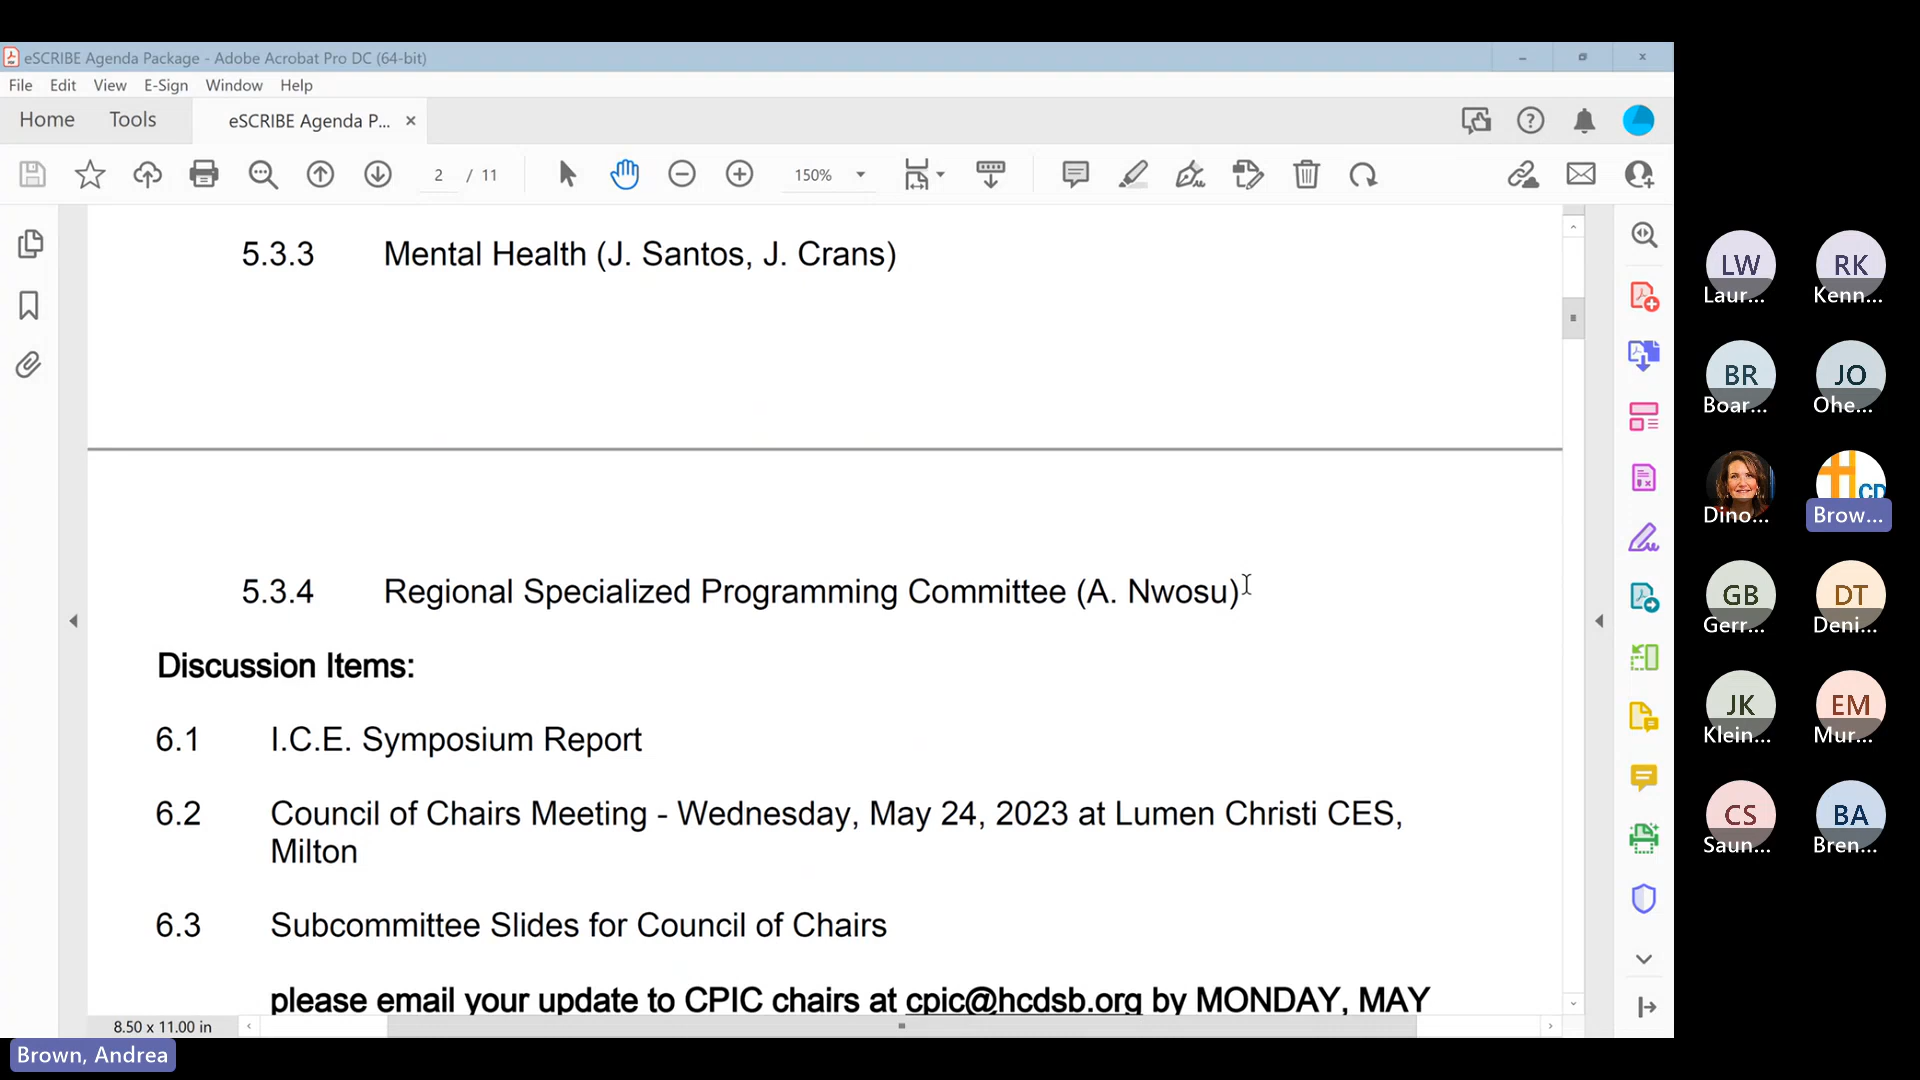 eSCRIBE Agenda Package - Adobe Acrobat Pro DC (64-bit)
File Edit View E-Sign Window Help
Home Tools eSCRIBE Agenda P...
2 / 11 150%
5.3.3 Mental Health (J. Santos, J. Crans)
5.3.4 Regional Specialized Programming Committee (A. Nwosu)
Discussion Items:
6.1 I.C.E. Symposium Report
6.2 Council of Chairs Meeting - Wednesday, May 24, 2023 at Lumen Christi CES,
Milton
6.3 Subcommittee Slides for Council of Chairs
please email your update to CPIC chairs at cpic@hcdsb.org by MONDAY, MAY
8.50 x 11.00 in
Brown, Andrea
LW RK
Laur... Kenn...
BR JO
Boar... Ohe...
CD
Dino... Brow...
GB DT
Gerr... Deni...
JK EM
Klein... Mur...
CS BA
Saun... Bren...